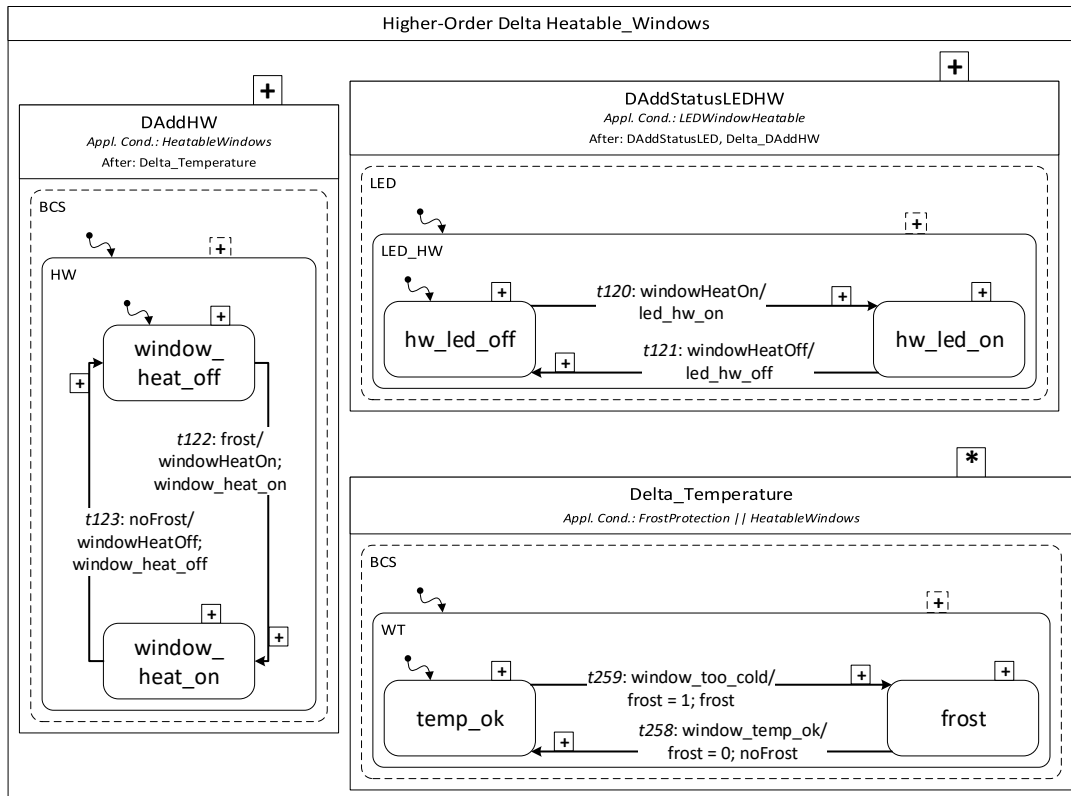 Higher-Order Delta Heatable_Windows
+
DAddHW
Appl. Cond.: HeatableWindows
After: Delta_Temperature
BCS
+
HW
+
window_
heat_off
+
t122: frost/
windowHeatOn;
window_heat_on
t123: noFrost/
windowHeatOff;
window_heat_off
+
+
window_
heat_on
+
DAddStatusLEDHW
Appl. Cond.: LEDWindowHeatable
After: DAddStatusLED, Delta_DAddHW
LED
+
LED_HW
+
hw_led_off
t120: windowHeatOn/
led_hw_on
+
+
hw_led_on
+
t121: windowHeatOff/
led_hw_off
*
Delta_Temperature
Appl. Cond.: FrostProtection || HeatableWindows
BCS
+
WT
+
temp_ok
t259: window_too_cold/
frost = 1; frost
+
+
frost
+
t258: window_temp_ok/
frost = 0; noFrost